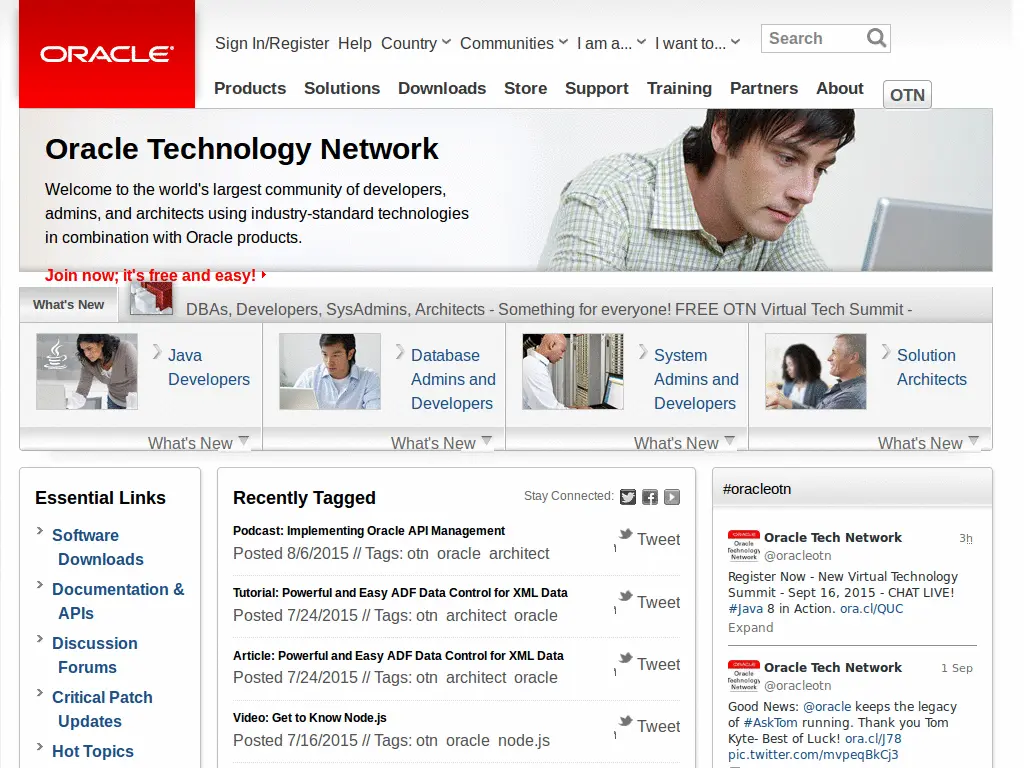 ORACLE
Sign In/Register Help Country Communities I am a... I want to...
Search
Products Solutions Downloads Store Support Training Partners About OTN
Oracle Technology Network
Welcome to the world's largest community of developers,
admins, and architects using industry-standard technologies
in combination with Oracle products.
Join now; it's free and easy!
What's New
DBAs, Developers, SysAdmins, Architects - Something for everyone! FREE OTN Virtual Tech Summit -
Java
Developers
What's New
Database
Admins and
Developers
What's New
System
Admins and
Developers
What's New
Solution
Architects
What's New
Essential Links
Software
Downloads
Documentation &
APIs
Discussion
Forums
Critical Patch
Updates
Hot Topics
Recently Tagged
Stay Connected:
Podcast: Implementing Oracle API Management
Posted 8/6/2015 // Tags: otn oracle architect
Tweet
Tutorial: Powerful and Easy ADF Data Control for XML Data
Posted 7/24/2015 // Tags: otn architect oracle
Tweet
Article: Powerful and Easy ADF Data Control for XML Data
Posted 7/24/2015 // Tags: otn architect oracle
Tweet
Video: Get to Know Node.js
Posted 7/16/2015 // Tags: otn oracle node.js
Tweet
#oracleotn
ORACLE
Oracle
Technology
Network
Oracle Tech Network 3h
@oracleotn
Register Now - New Virtual Technology
Summit - Sept 16, 2015 - CHAT LIVE!
#Java 8 in Action. ora.cl/QUC
Expand
ORACLE
Oracle
Technology
Network
Oracle Tech Network 1 Sep
@oracleotn
Good News: @oracle keeps the legacy
of #AskTom running. Thank you Tom
Kyte- Best of Luck! ora.cl/J78
pic.twitter.com/mvpeqBkCj3